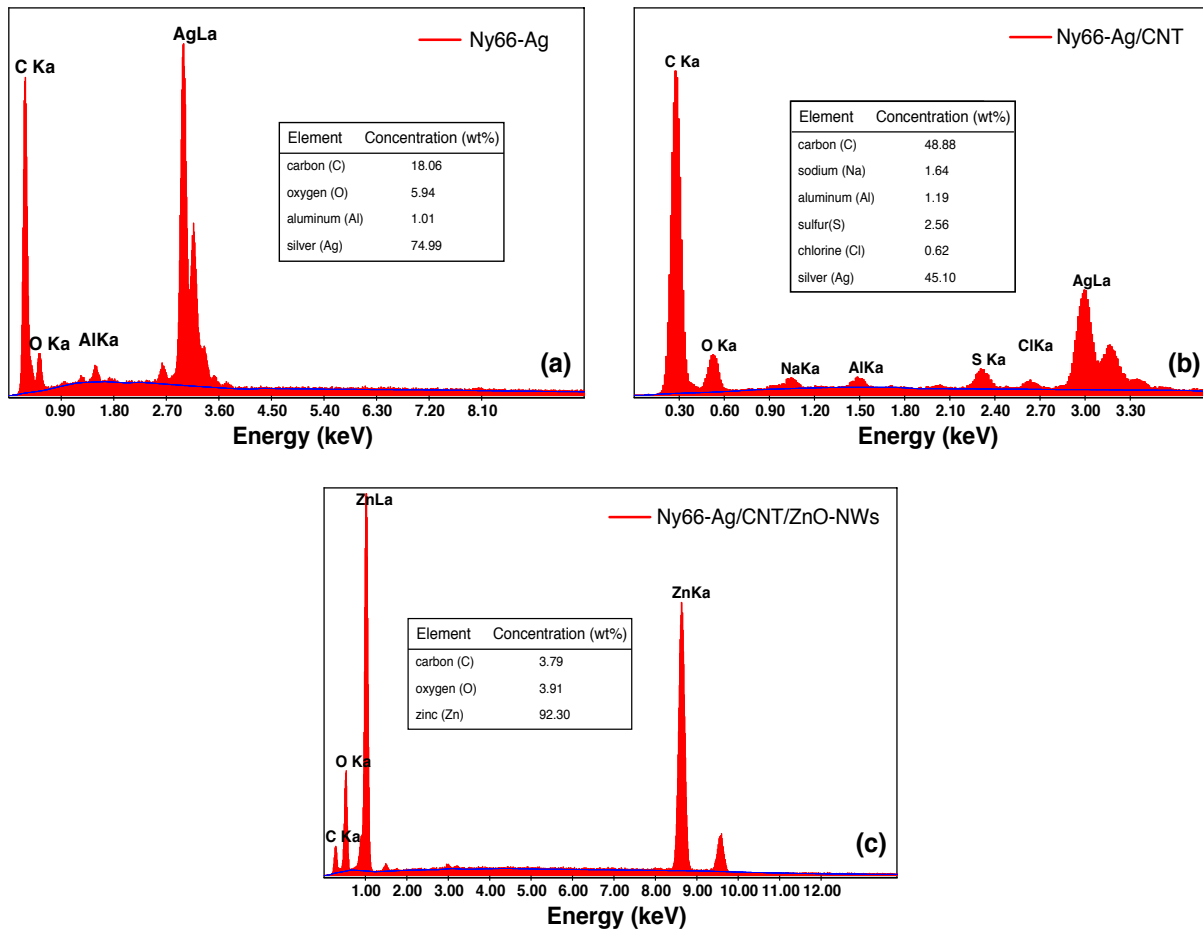 Ny66-Ag
AgLa
C Ka
Element Concentration (wt%)
carbon (C) 18.06
oxygen (O) 5.94
aluminum (Al) 1.01
silver (Ag) 74.99
O Ka
AlKa
(a)
0.90 1.80 2.70 3.60 4.50 5.40 6.30 7.20 8.10
Energy (keV)
Ny66-Ag/CNT
C Ka
Element Concentration (wt%)
carbon (C) 48.88
sodium (Na) 1.64
aluminum (Al) 1.19
sulfur(S) 2.56
chlorine (Cl) 0.62
silver (Ag) 45.10
AgLa
O Ka
NaKa
AlKa
S Ka
ClKa
(b)
0.30 0.60 0.90 1.20 1.50 1.80 2.10 2.40 2.70 3.00 3.30
Energy (keV)
ZnLa
Ny66-Ag/CNT/ZnO-NWs
ZnKa
Element Concentration (wt%)
carbon (C) 3.79
oxygen (O) 3.91
zinc (Zn) 92.30
O Ka
C Ka
(c)
1.00 2.00 3.00 4.00 5.00 6.00 7.00 8.00 9.00 10.00 11.00 12.00
Energy (keV)